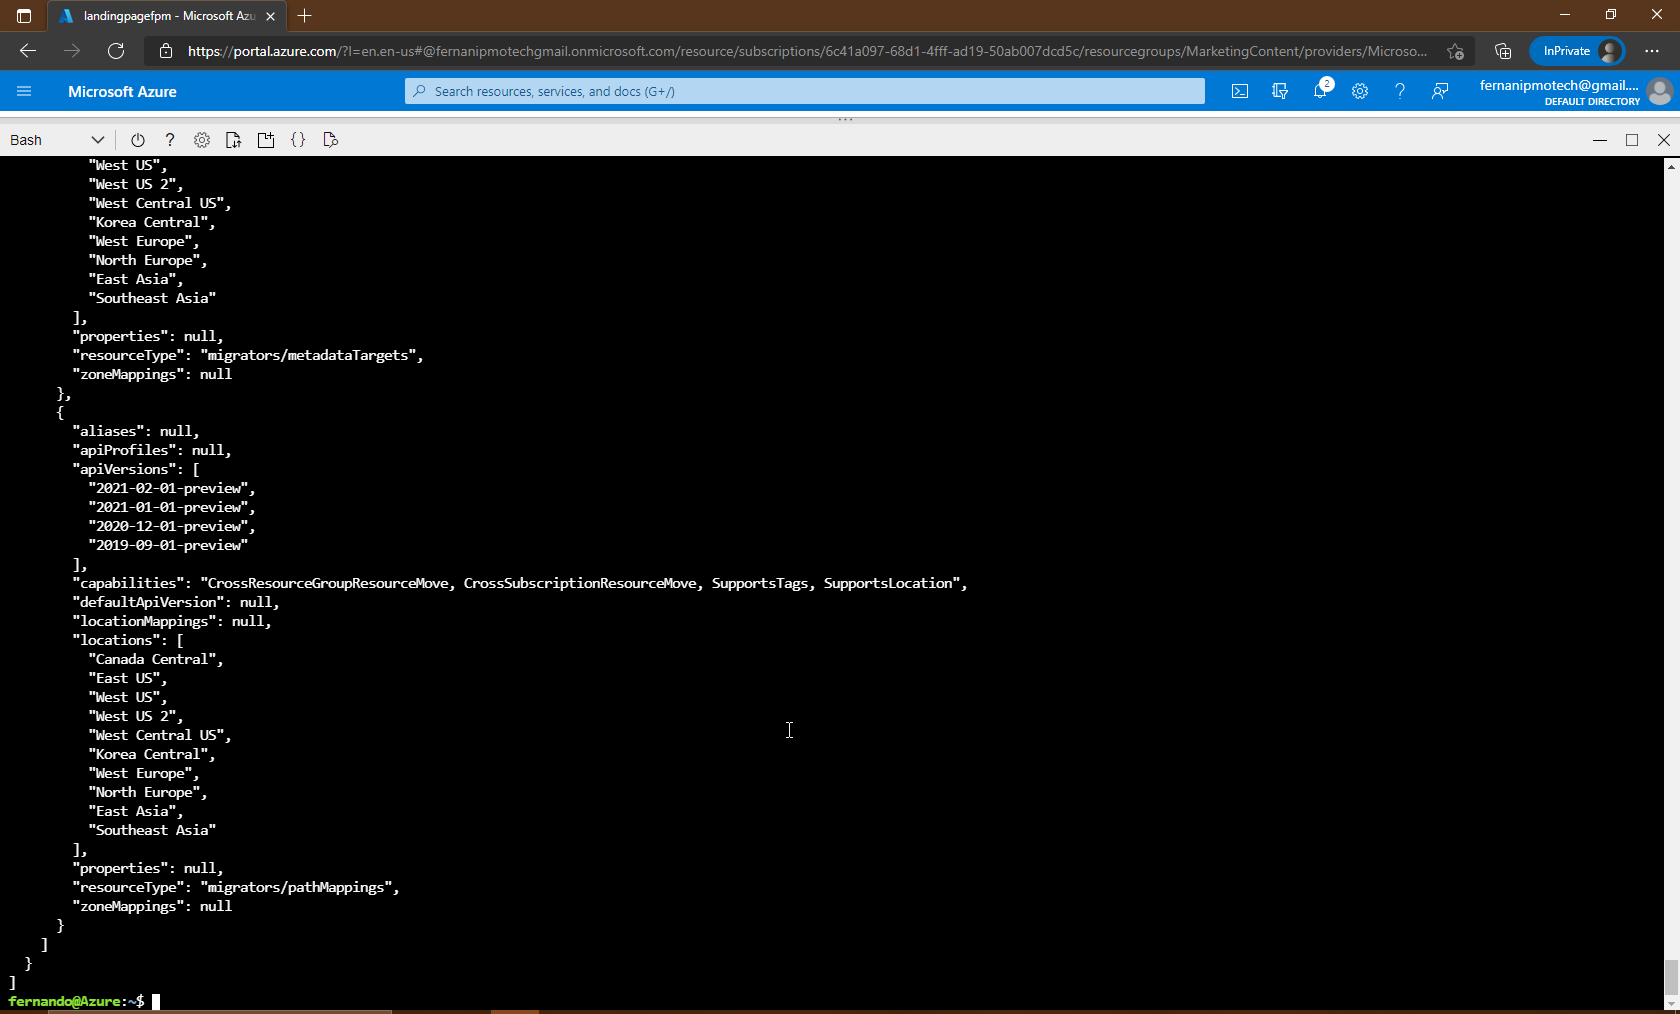 landingpagefpm - Microsoft Azu
https://portal.azure.com/?l=en.en-us#@fernanipmotechgmail.onmicrosoft.com/resource/subscriptions/6c41a097-68d1-4fff-ad19-50ab007dcd5c/resourcegroups/MarketingContent/providers/Microso...
InPrivate
Microsoft Azure
Search resources, services, and docs (G+/)
2
fernanipmotech@gmail....
DEFAULT DIRECTORY
Bash
"West US",
"West US 2",
"West Central US",
"Korea Central",
"West Europe",
"North Europe",
"East Asia",
"Southeast Asia"
],
"properties": null,
"resourceType": "migrators/metadataTargets",
"zoneMappings": null
},
{
"aliases": null,
"apiProfiles": null,
"apiVersions": [
"2021-02-01-preview",
"2021-01-01-preview",
"2020-12-01-preview",
"2019-09-01-preview"
],
"capabilities": "CrossResourceGroupResourceMove, CrossSubscriptionResourceMove, SupportsTags, SupportsLocation",
"defaultApiVersion": null,
"locationMappings": null,
"locations": [
"Canada Central",
"East US",
"West US",
"West US 2",
"West Central US",
"Korea Central",
"West Europe",
"North Europe",
"East Asia",
"Southeast Asia"
],
"properties": null,
"resourceType": "migrators/pathMappings",
"zoneMappings": null
}
]
}
]
fernando@Azure:~$